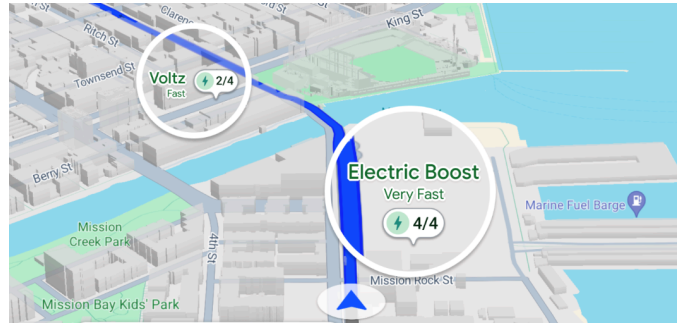 Ritch St
King St
Townsend St
Voltz
Fast
2/4
Berry St
Electric Boost
Very Fast
4/4
Marine Fuel Barge
Mission
Creek Park
4th St
Mission Rock St
Mission Bay Kids' Park